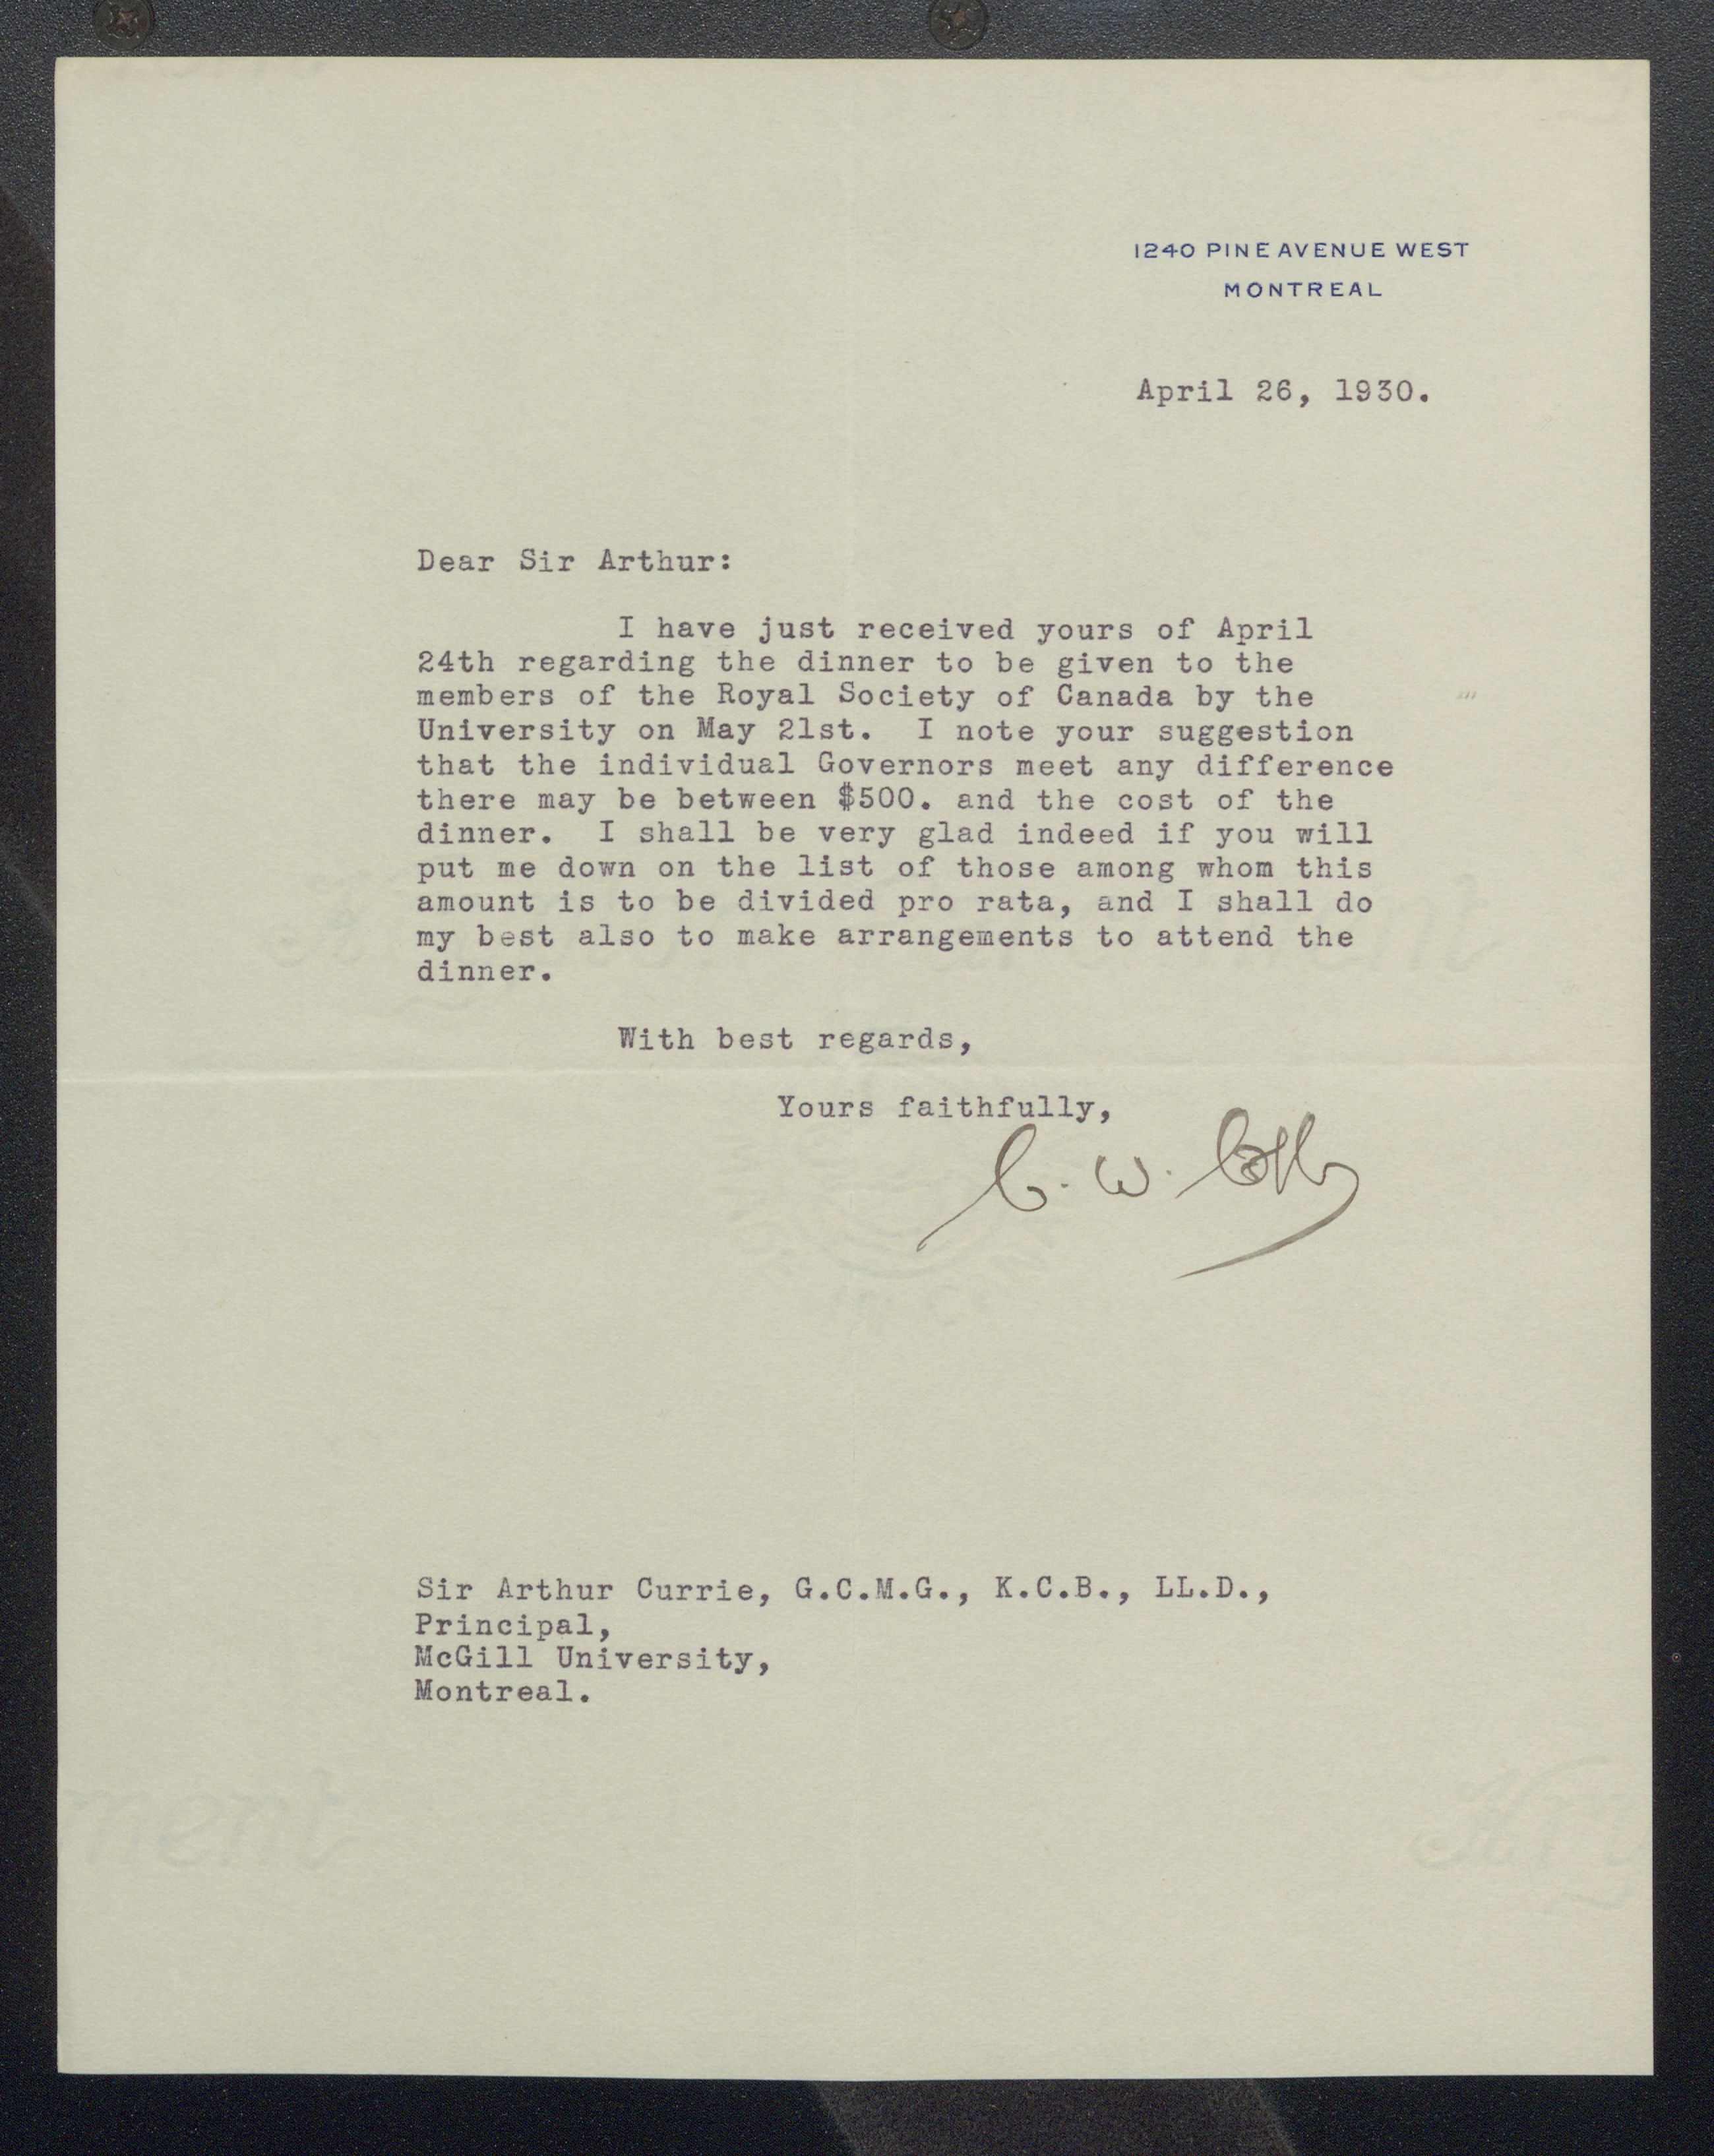 1240 PINE AVENUE WEST
MONTREAL
April 26, 1930.
Dear Sir Arthur:
I have just received yours of April
24th regarding the dinner to be given to the
members of the Royal Society of Canada by the
University on May 21st. I note your suggestion
that the individual Governors meet any difference
there may be between $500. and the cost of the
dinner. I shall be very glad indeed if you will
put me down on the list of those among whom this
amount is to be divided pro rata, and I shall do
my best also to make arrangements to attend the
dinner.
With best regards,
Yours faithfully,
C. W. Colby
Sir Arthur Currie, G.C.M.G., K.C.B., LL.D.,
Principal,
McGill University,
Montreal.